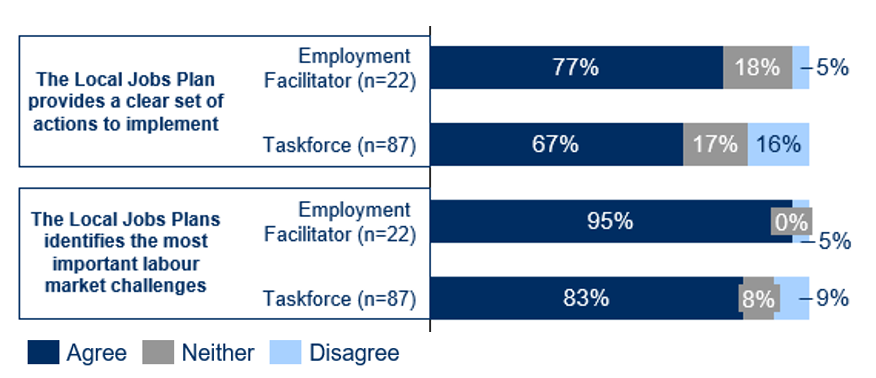 The Local Jobs Plan
provides a clear set of
actions to implement
Employment
Facilitator (n=22)
77%
18%
5%
Taskforce (n=87)
67%
17%
16%
The Local Jobs Plans
identifies the most
important labour
market challenges
Employment
Facilitator (n=22)
95%
0%
5%
Taskforce (n=87)
83%
8%
9%
Agree
Neither
Disagree